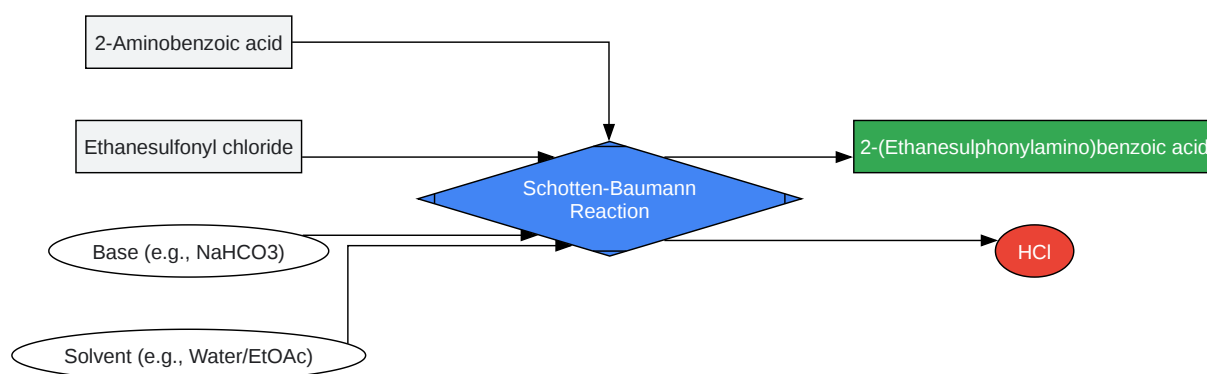 2-Aminobenzoic acid
Ethanesulfonyl chloride
Schotten-Baumann
Reaction
2-(Ethanesulphonylamino)benzoic acid
Base (e.g., NaHCO3)
HCl
Solvent (e.g., Water/EtOAc)